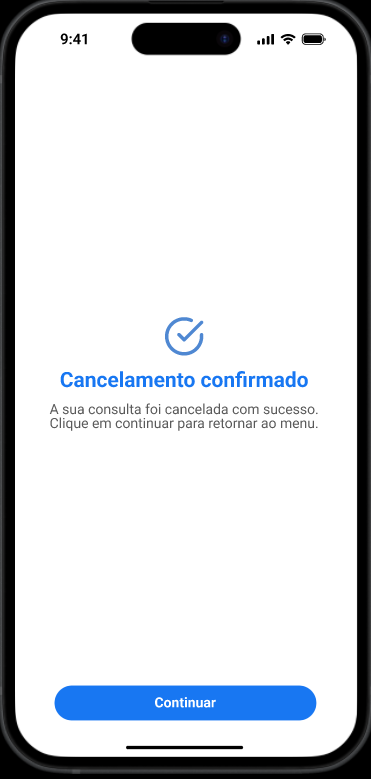 9:41
Cancelamento confirmado
A sua consulta foi cancelada com sucesso.
Clique em continuar para retornar ao menu.
Continuar